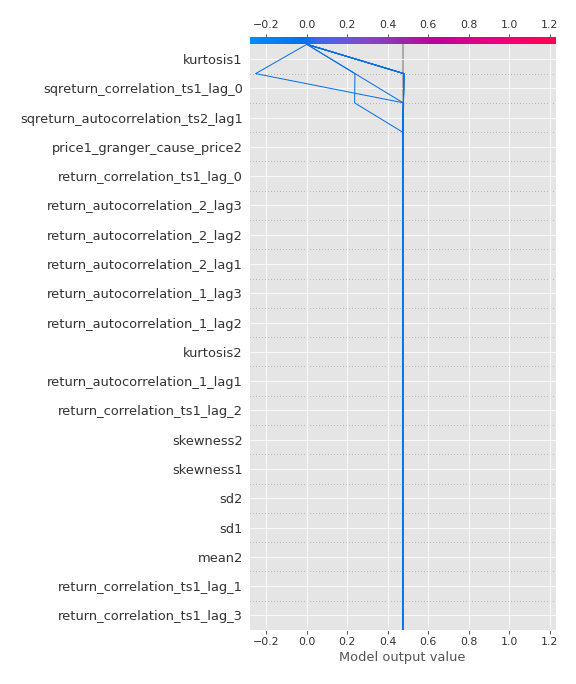 −0.2 0.0 0.2 0.4 0.6 0.8 1.0 1.2
kurtosis1
sqreturn_correlation_ts1_lag_0
sqreturn_autocorrelation_ts2_lag1
price1_granger_cause_price2
return_correlation_ts1_lag_0
return_autocorrelation_2_lag3
return_autocorrelation_2_lag2
return_autocorrelation_2_lag1
return_autocorrelation_1_lag3
return_autocorrelation_1_lag2
kurtosis2
return_autocorrelation_1_lag1
return_correlation_ts1_lag_2
skewness2
skewness1
sd2
sd1
mean2
return_correlation_ts1_lag_1
return_correlation_ts1_lag_3
−0.2 0.0 0.2 0.4 0.6 0.8 1.0 1.2
Model output value